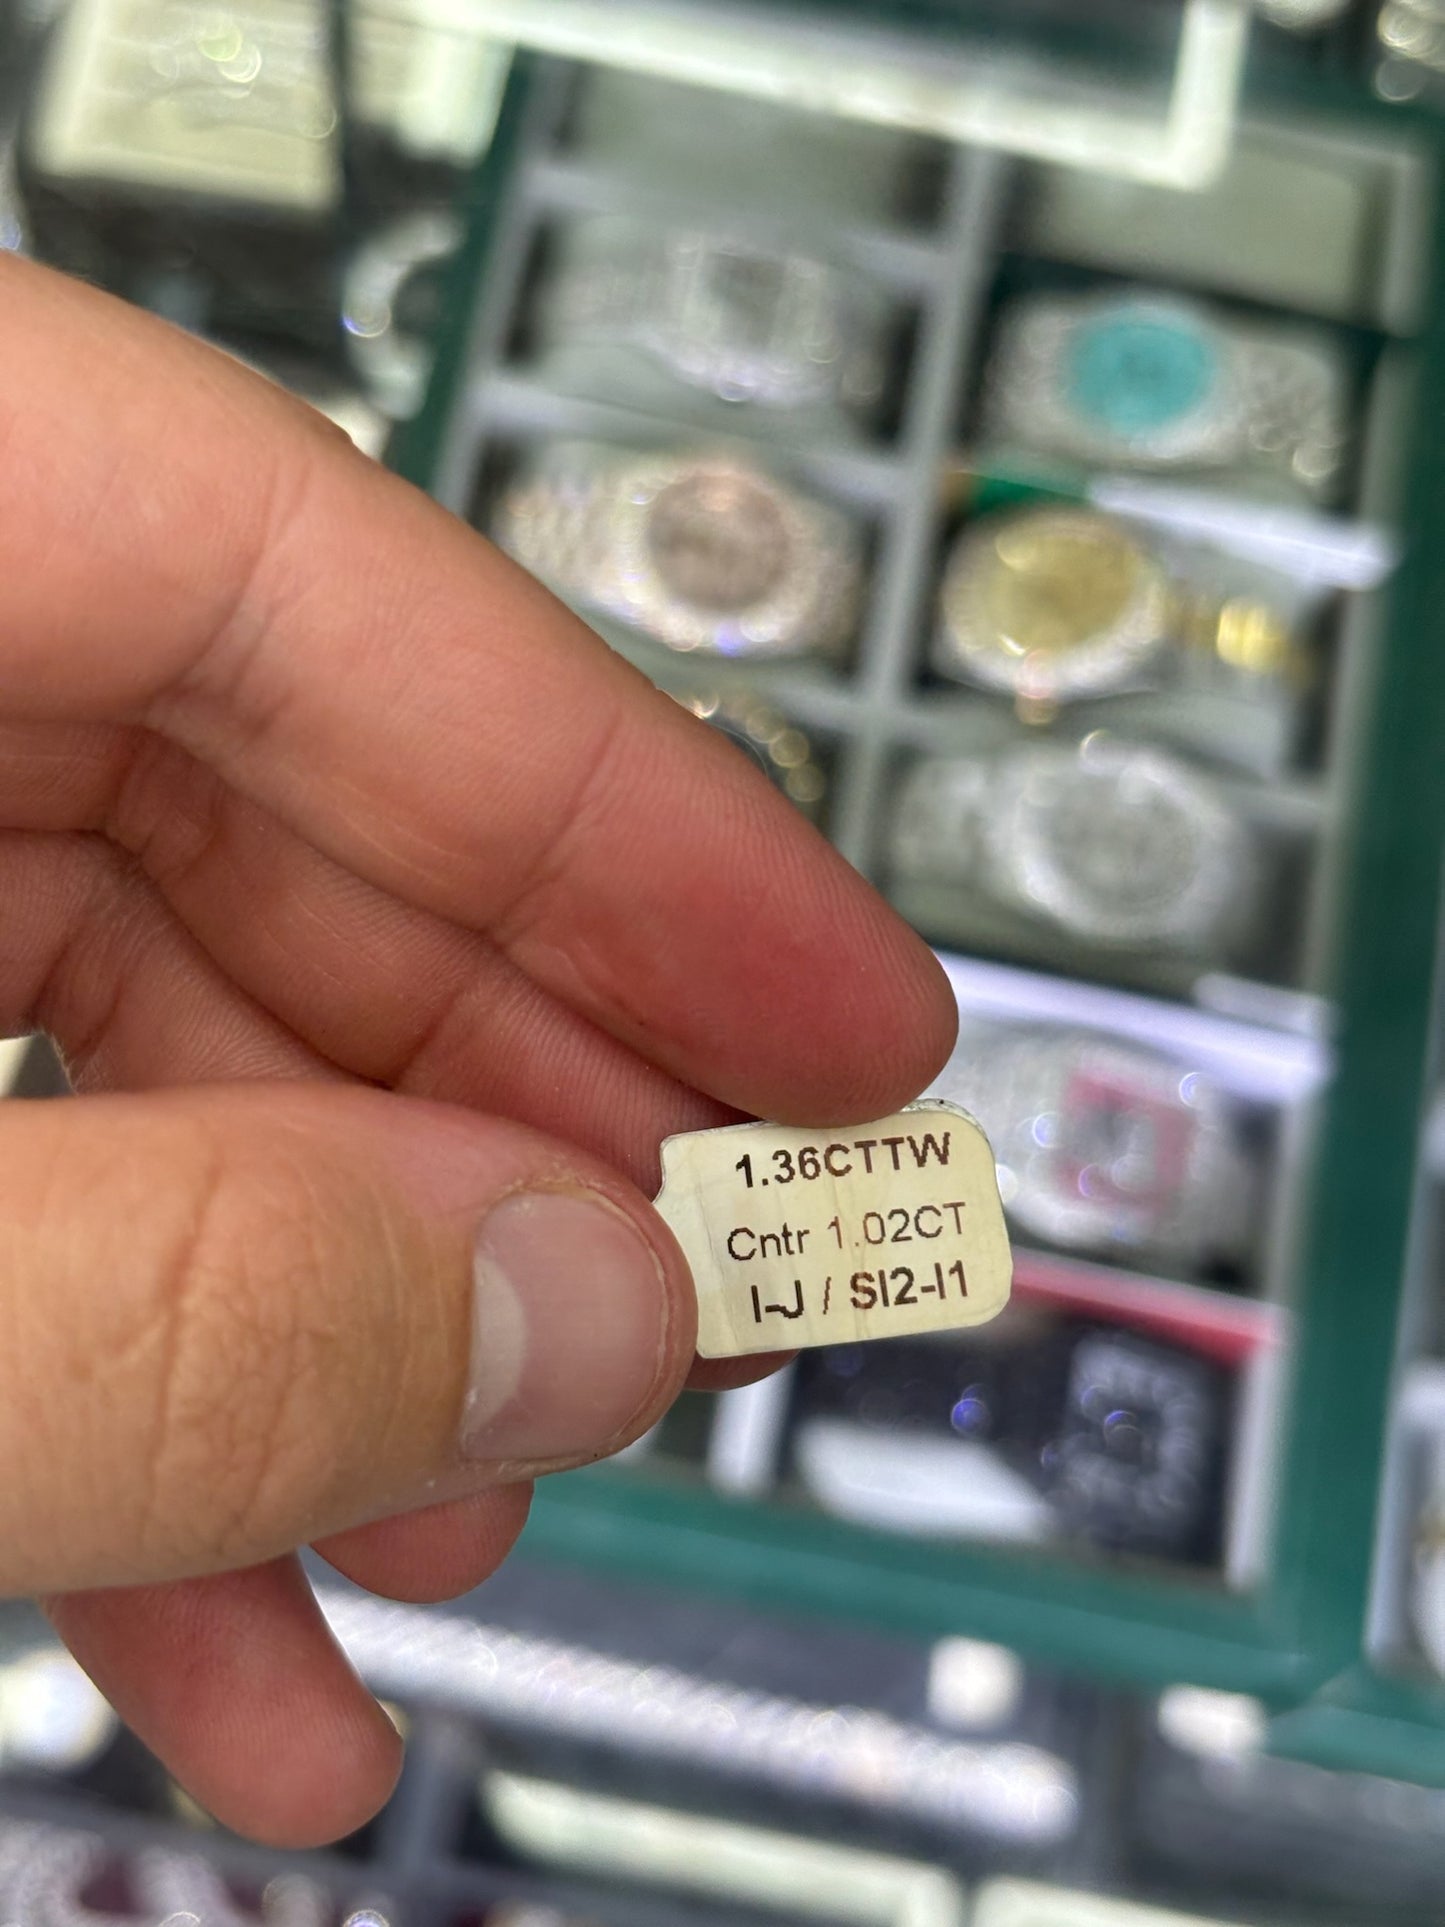 1.36CTTW
Cntr 1.02CT
I-J / SI2-I1